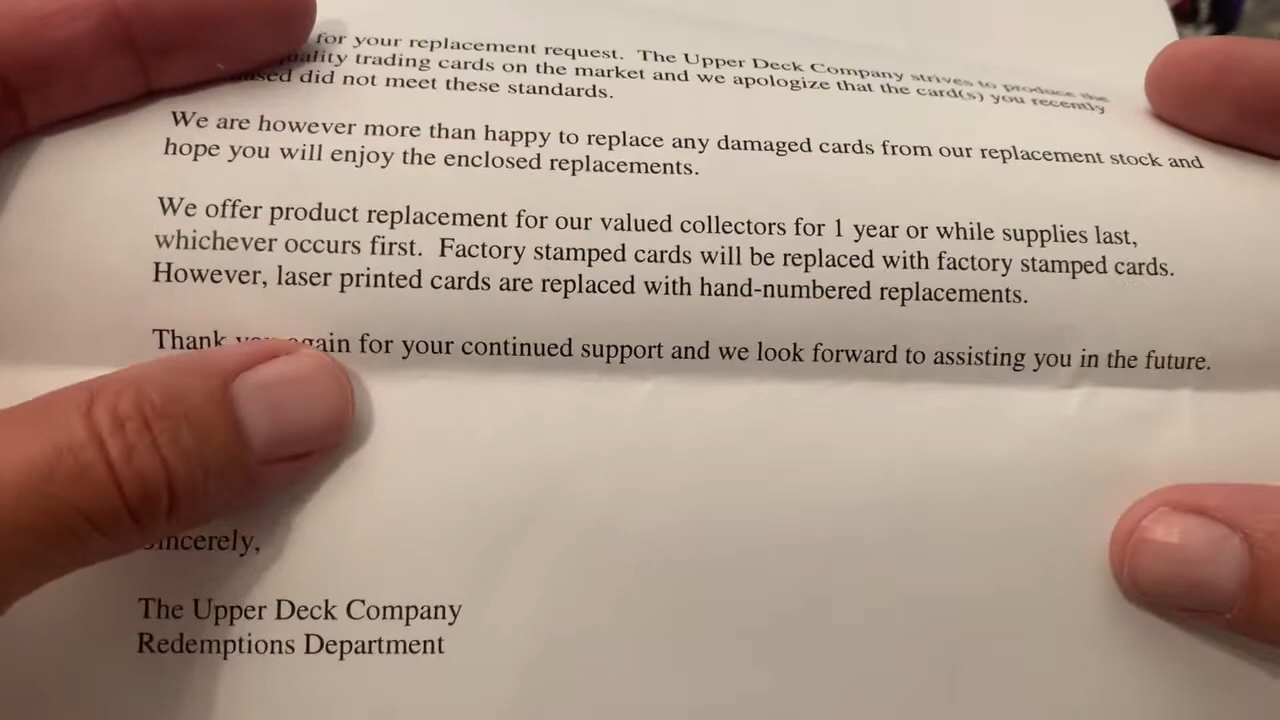 for your replacement request. The Upper Deck Company strives to produce the
quality trading cards on the market and we apologize that the card(s) you recently
did not meet these standards.
We are however more than happy to replace any damaged cards from our replacement stock and
hope you will enjoy the enclosed replacements.
We offer product replacement for our valued collectors for 1 year or while supplies last,
whichever occurs first. Factory stamped cards will be replaced with factory stamped cards.
However, laser printed cards are replaced with hand-numbered replacements.
Thank you again for your continued support and we look forward to assisting you in the future.
Sincerely,
The Upper Deck Company
Redemptions Department